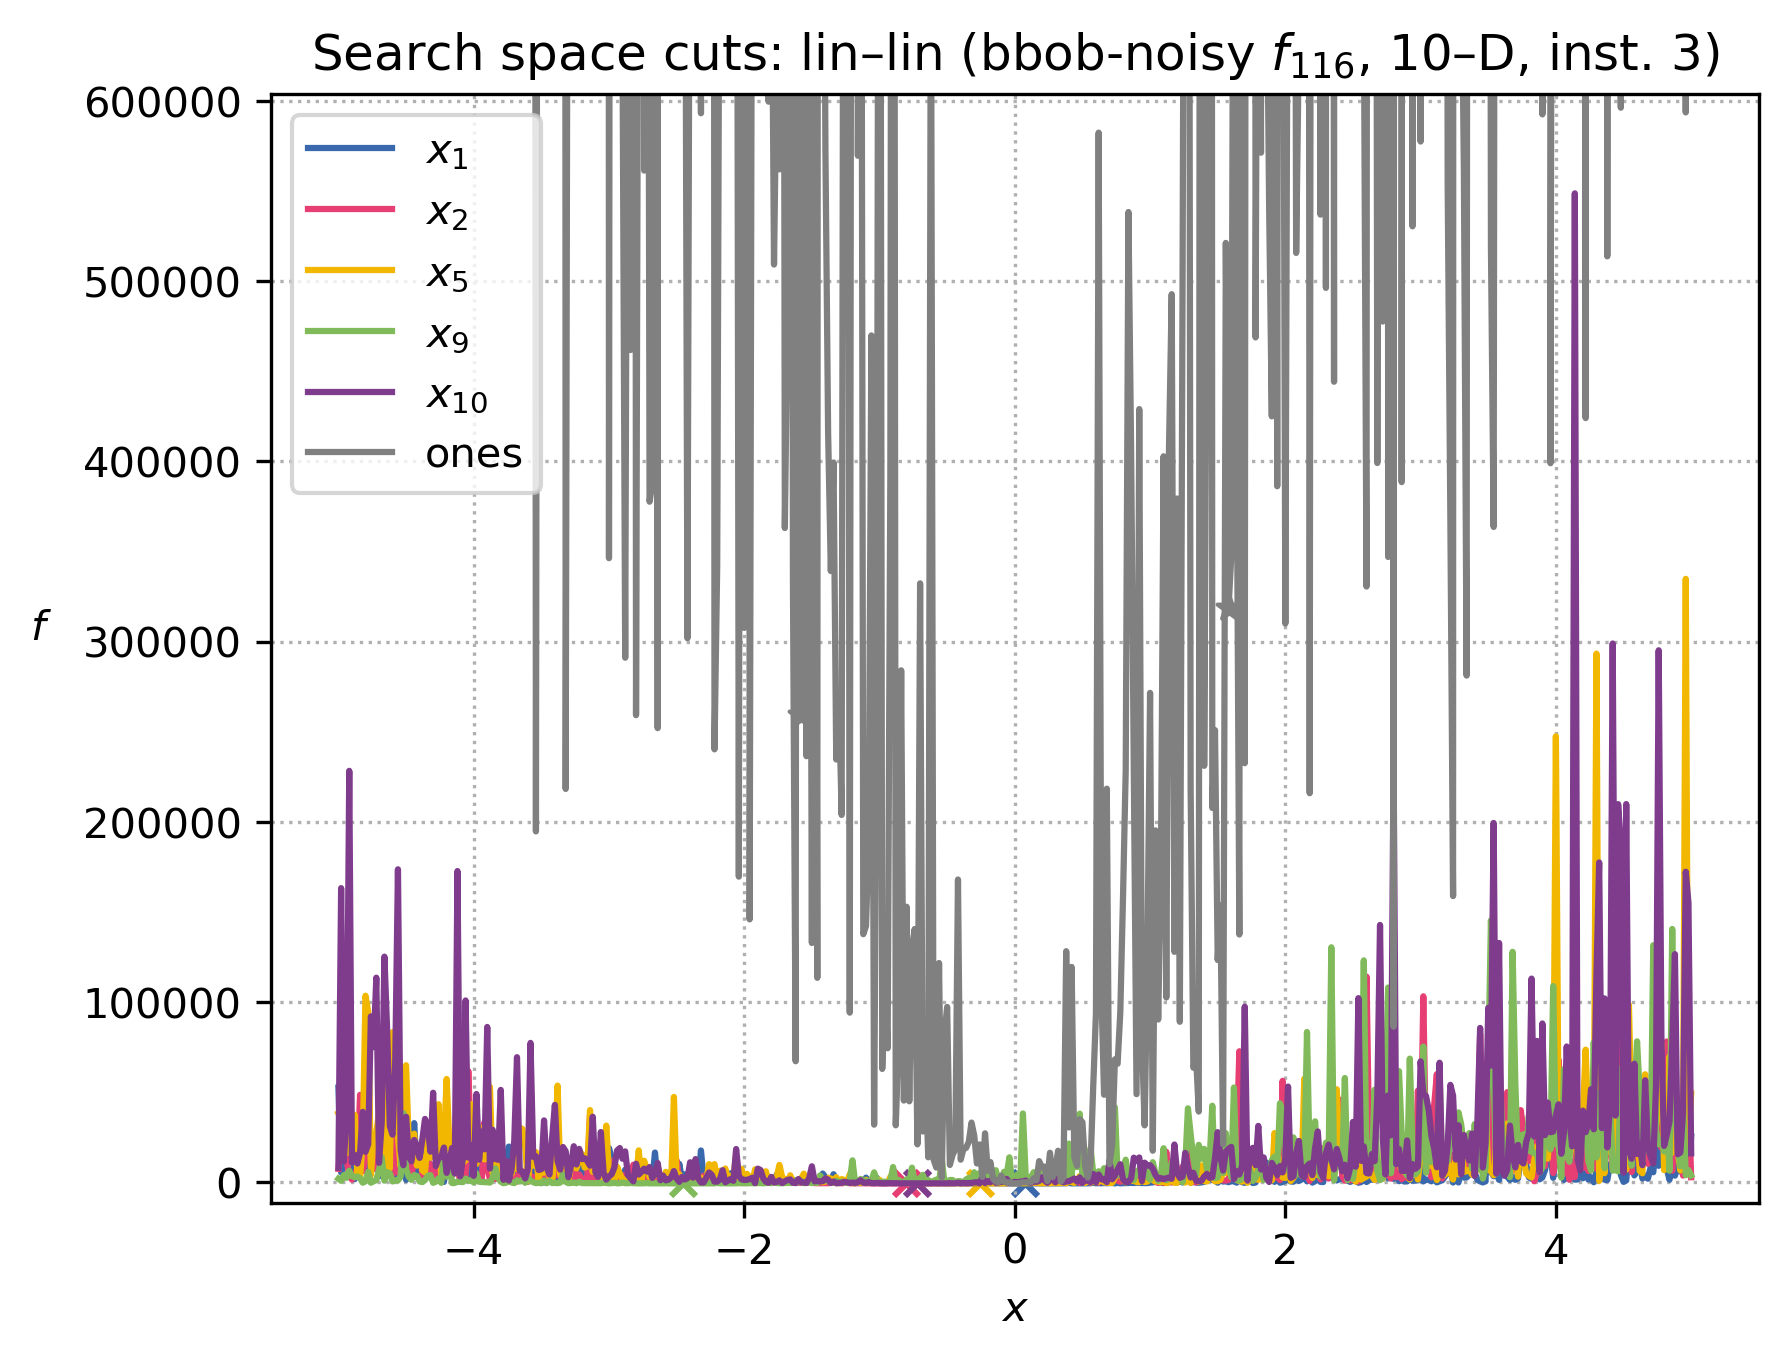 Search space cuts: lin–lin (bbob-noisy f₁₁₆, 10–D, inst. 3)
600000
500000
400000
300000
200000
100000
0
f
x₁
x₂
x₅
x₉
x₁₀
ones
−4 −2 0 2 4
x